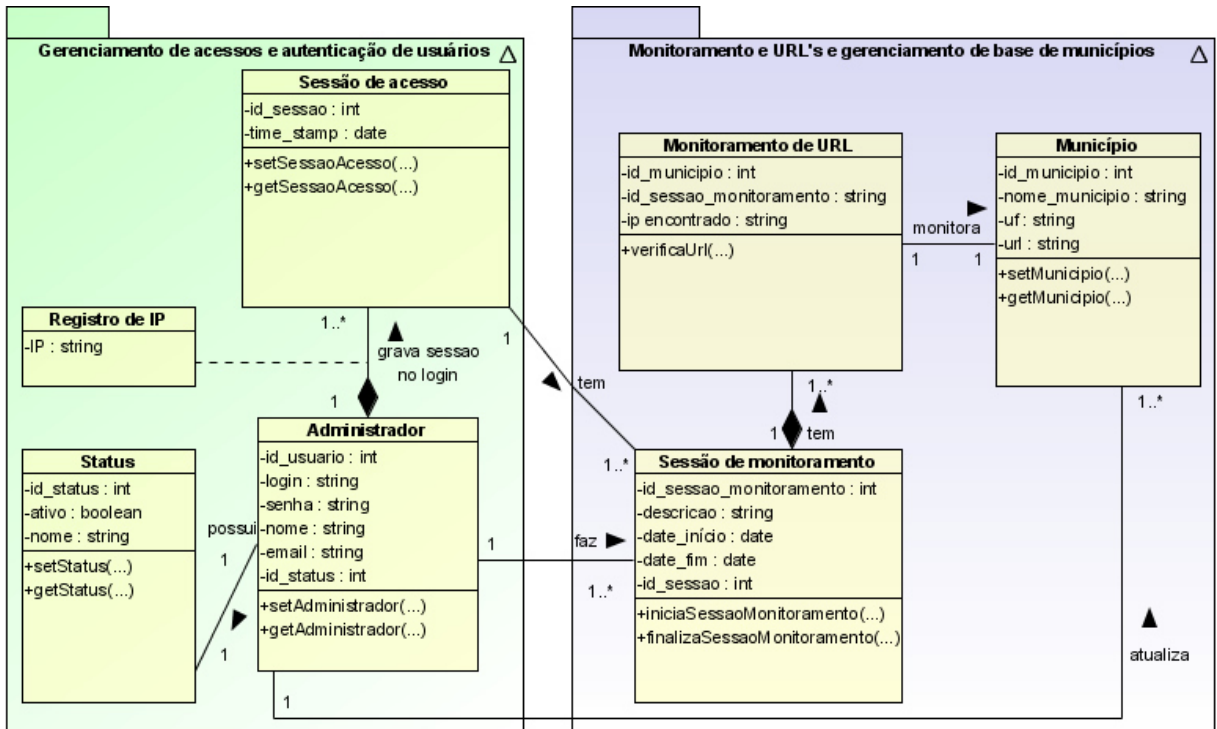 Gerenciamento de acessos e autenticação de usuários
Sessão de acesso
-id_sessao : int
-time_stamp : date
+setSessaoAcesso(...)
+getSessaoAcesso(...)
Registro de IP
-IP : string
1..*
grava sessao
no login
1
1
tem
1..*
Administrador
-id_usuario : int
-login : string
-senha : string
-nome : string
-email : string
-id_status : int
+setAdministrador(...)
+getAdministrador(...)
Status
-id_status : int
-ativo : boolean
-nome : string
+setStatus(...)
+getStatus(...)
possui
1
1
1
faz
1..*
1
Monitoramento e URL's e gerenciamento de base de municípios
Monitoramento de URL
-id_municipio : int
-id_sessao_monitoramento : string
-ip encontrado : string
+verificaUrl(...)
monitora
1
1
Município
-id_municipio : int
-nome_municipio : string
-uf : string
-url : string
+setMunicipio(...)
+getMunicipio(...)
1..*
1
tem
1..*
Sessão de monitoramento
-id_sessao_monitoramento : int
-descricao : string
-date_início : date
-date_fim : date
-id_sessao : int
+iniciaSessaoMonitoramento(...)
+finalizaSessaoMonitoramento(...)
atualiza